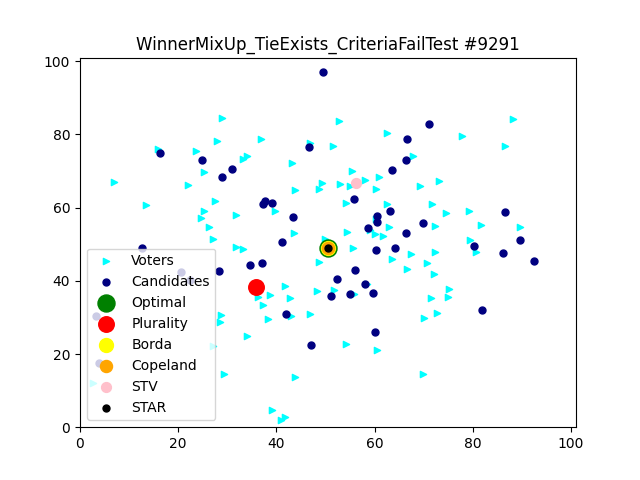 WinnerMixUp_TieExists_CriteriaFailTest #9291
100
80
60
40
20
0
Voters
Candidates
Optimal
Plurality
Borda
Copeland
STV
STAR
0 20 40 60 80 100